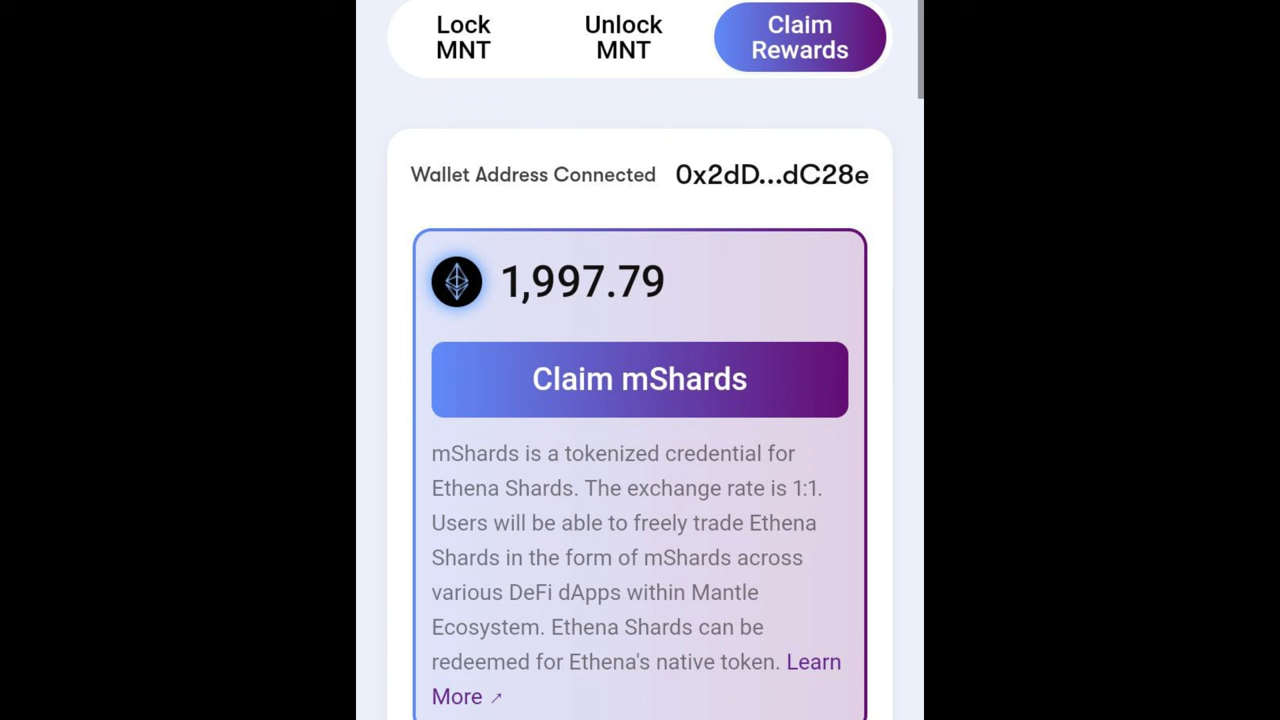 Lock
MNT
Unlock
MNT
Claim
Rewards
Wallet Address Connected 0x2dD...dC28e
1,997.79
Claim mShards
mShards is a tokenized credential for
Ethena Shards. The exchange rate is 1:1.
Users will be able to freely trade Ethena
Shards in the form of mShards across
various DeFi dApps within Mantle
Ecosystem. Ethena Shards can be
redeemed for Ethena's native token. Learn
More ↗